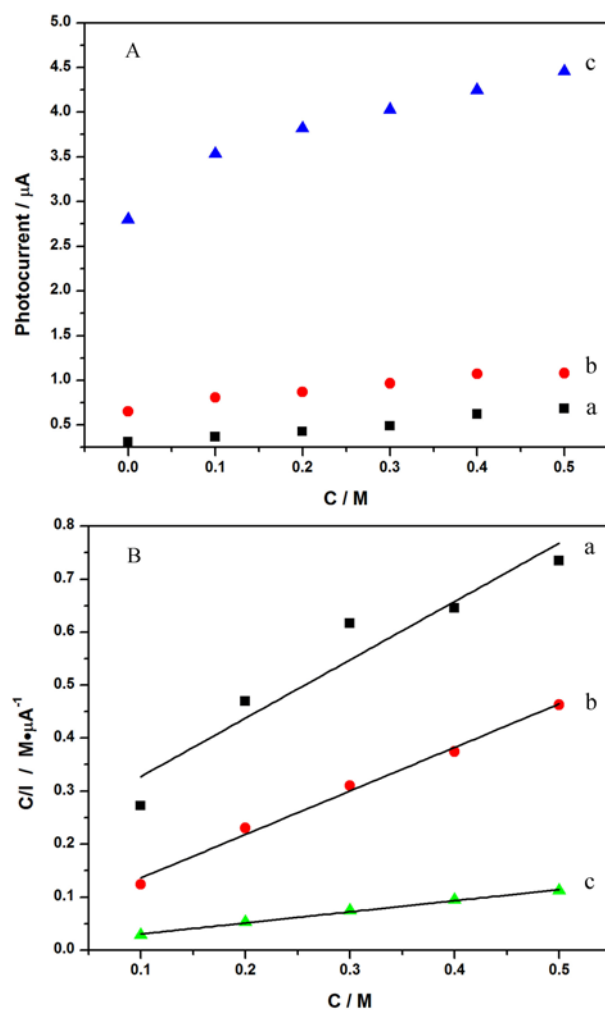 A
c
b
a
5.0
4.5
4.0
3.5
3.0
2.5
2.0
1.5
1.0
0.5
Photocurrent / μA
0.0 0.1 0.2 0.3 0.4 0.5
C / M
B
a
b
c
0.8
0.7
0.6
0.5
0.4
0.3
0.2
0.1
0.0
C/I / M•μA⁻¹
0.1 0.2 0.3 0.4 0.5
C / M